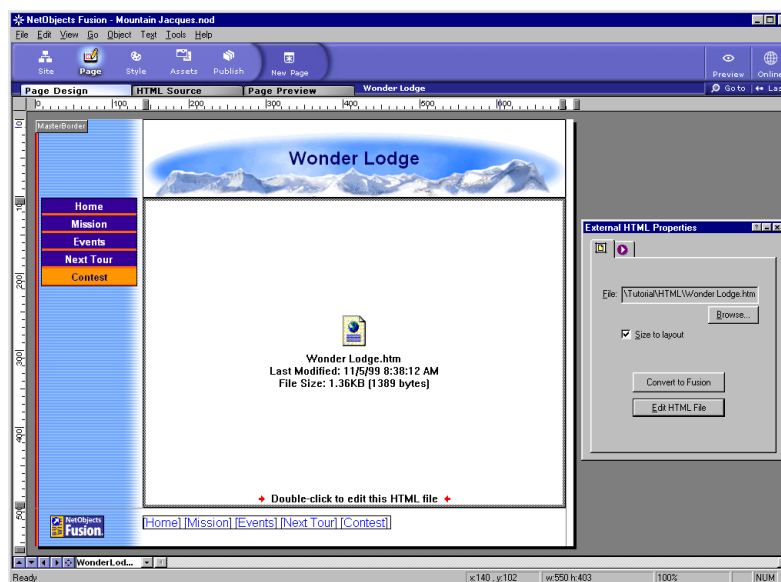 NetObjects Fusion - Mountain Jacques.nod
File Edit View Go Object Text Tools Help
Site Page Style Assets Publish New Page Preview Online
Page Design HTML Source Page Preview Wonder Lodge Go to Las
0 100 200 300 400 500 600
MasterBorder
Wonder Lodge
Home
Mission
Events
Next Tour
Contest
Wonder Lodge.htm
Last Modified: 11/5/99 8:38:12 AM
File Size: 1.36KB (1389 bytes)
Double-click to edit this HTML file
External HTML Properties
File: \Tutorial\HTML\Wonder Lodge.htm
Browse...
Size to layout
Convert to Fusion
Edit HTML File
NetObjects
Fusion
[Home] [Mission] [Events] [Next Tour] [Contest]
WonderLod...
Ready x:140 , y:102 w:550 h:403 100% NUM